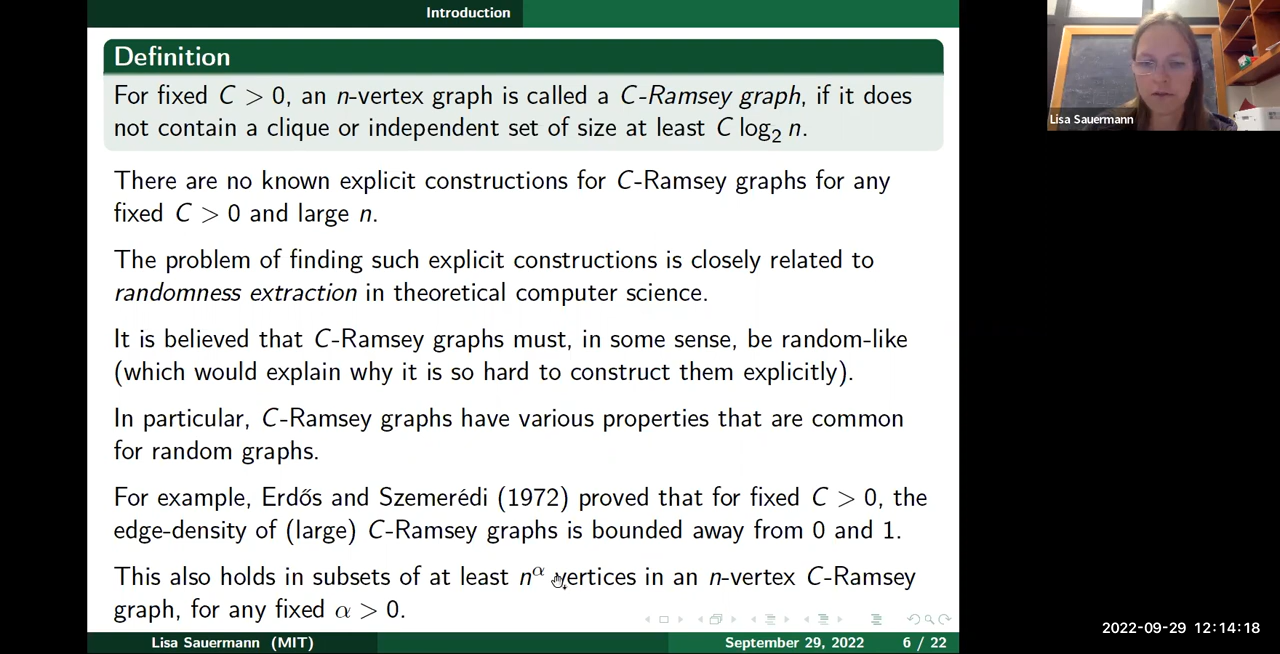 Introduction
Definition
For fixed C > 0, an n-vertex graph is called a C-Ramsey graph, if it does
not contain a clique or independent set of size at least C log₂ n.
There are no known explicit constructions for C-Ramsey graphs for any
fixed C > 0 and large n.
The problem of finding such explicit constructions is closely related to
randomness extraction in theoretical computer science.
It is believed that C-Ramsey graphs must, in some sense, be random-like
(which would explain why it is so hard to construct them explicitly).
In particular, C-Ramsey graphs have various properties that are common
for random graphs.
For example, Erdős and Szemerédi (1972) proved that for fixed C > 0, the
edge-density of (large) C-Ramsey graphs is bounded away from 0 and 1.
This also holds in subsets of at least n^α vertices in an n-vertex C-Ramsey
graph, for any fixed α > 0.
Lisa Sauermann (MIT) September 29, 2022 6 / 22
Lisa Sauermann
2022-09-29 12:14:18